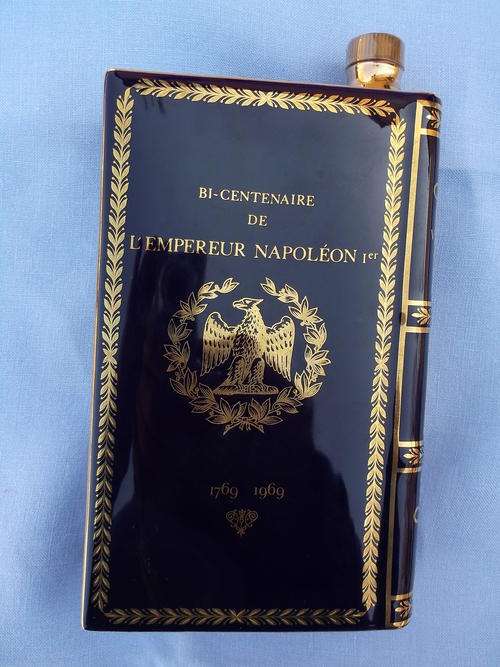 BI-CENTENAIRE
DE
L'EMPEREUR NAPOLÉON Ier
1769 1969